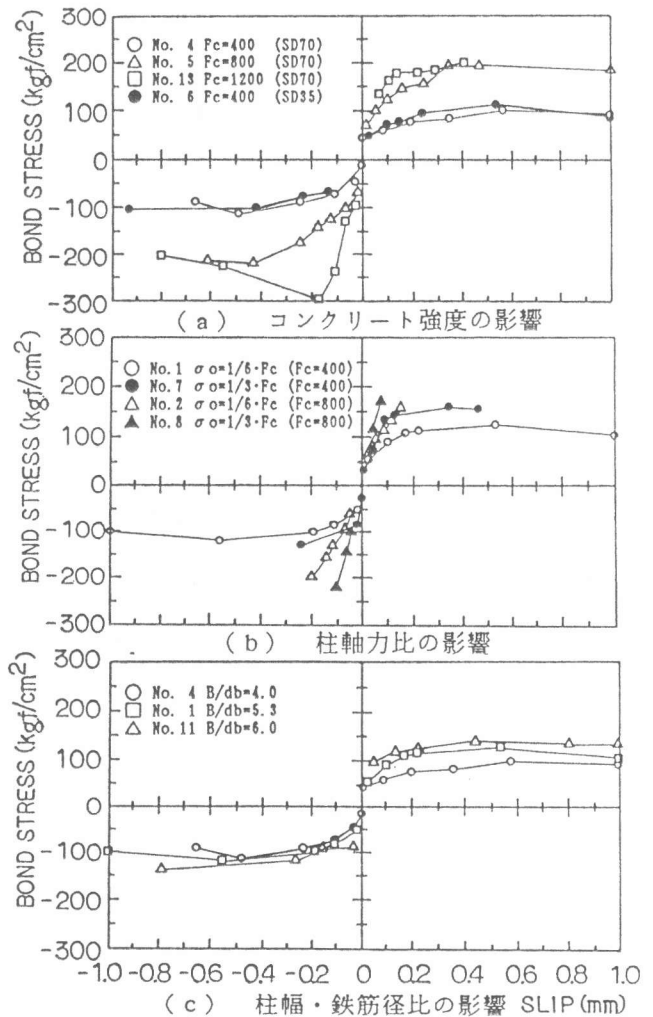 BOND STRESS (kgf/cm2)
300
200
100
0
-100
-200
-300
No. 4 Fc=400 (SD70)
No. 5 Fc=800 (SD70)
No.13 Fc=1200 (SD70)
No. 6 Fc=400 (SD35)
(a) コンクリート強度の影響
BOND STRESS (kgf/cm2)
300
200
100
0
-100
-200
-300
No.1 σo=1/6·Fc (Fc=400)
No.7 σo=1/3·Fc (Fc=400)
No.2 σo=1/6·Fc (Fc=800)
No.8 σo=1/3·Fc (Fc=800)
(b) 柱軸力比の影響
BOND STRESS (kgf/cm2)
300
200
100
0
-100
-200
-300
No. 4 B/db=4.0
No. 1 B/db=5.3
No. 11 B/db=6.0
-1.0 -0.8 -0.6 -0.4 -0.2 0 0.2 0.4 0.6 0.8 1.0
(c) 柱幅・鉄筋径比の影響 SLIP(mm)